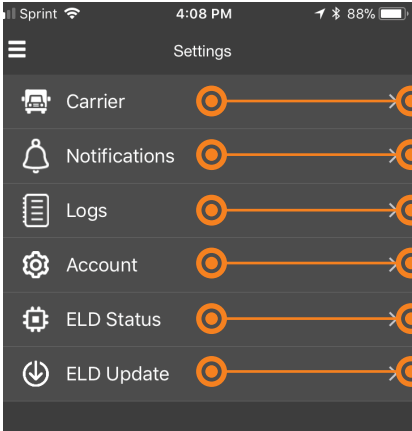 Sprint 4:08 PM 88%
Settings
Carrier
Notifications
Logs
Account
ELD Status
ELD Update